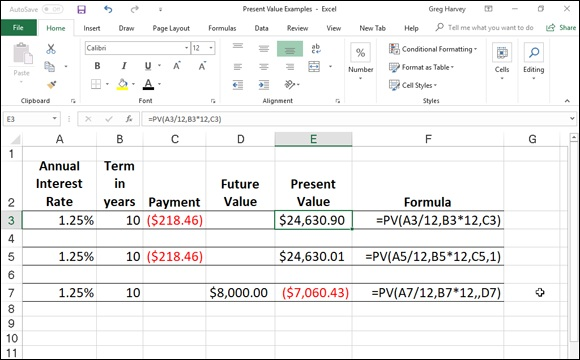 AutoSave Off Present Value Examples - Excel Greg Harvey
File Home Insert Draw Page Layout Formulas Data Review View New Tab Help Tell me what you want to do Share
Paste Calibri 12 A A ab Number Conditional Formatting Cells Editing
B I U Format as Table
A Cell Styles
Clipboard Font Alignment Styles
E3 fx =PV(A3/12,B3*12,C3)
A B C D E F G
1
2 Annual Interest Rate Term in years Payment Future Value Present Value Formula
3 1.25% 10 ($218.46) $24,630.90 =PV(A3/12,B3*12,C3)
4
5 1.25% 10 ($218.46) $24,630.01 =PV(A5/12,B5*12,C5,1)
6
7 1.25% 10 $8,000.00 ($7,060.43) =PV(A7/12,B7*12,,D7)
8
9
10
11